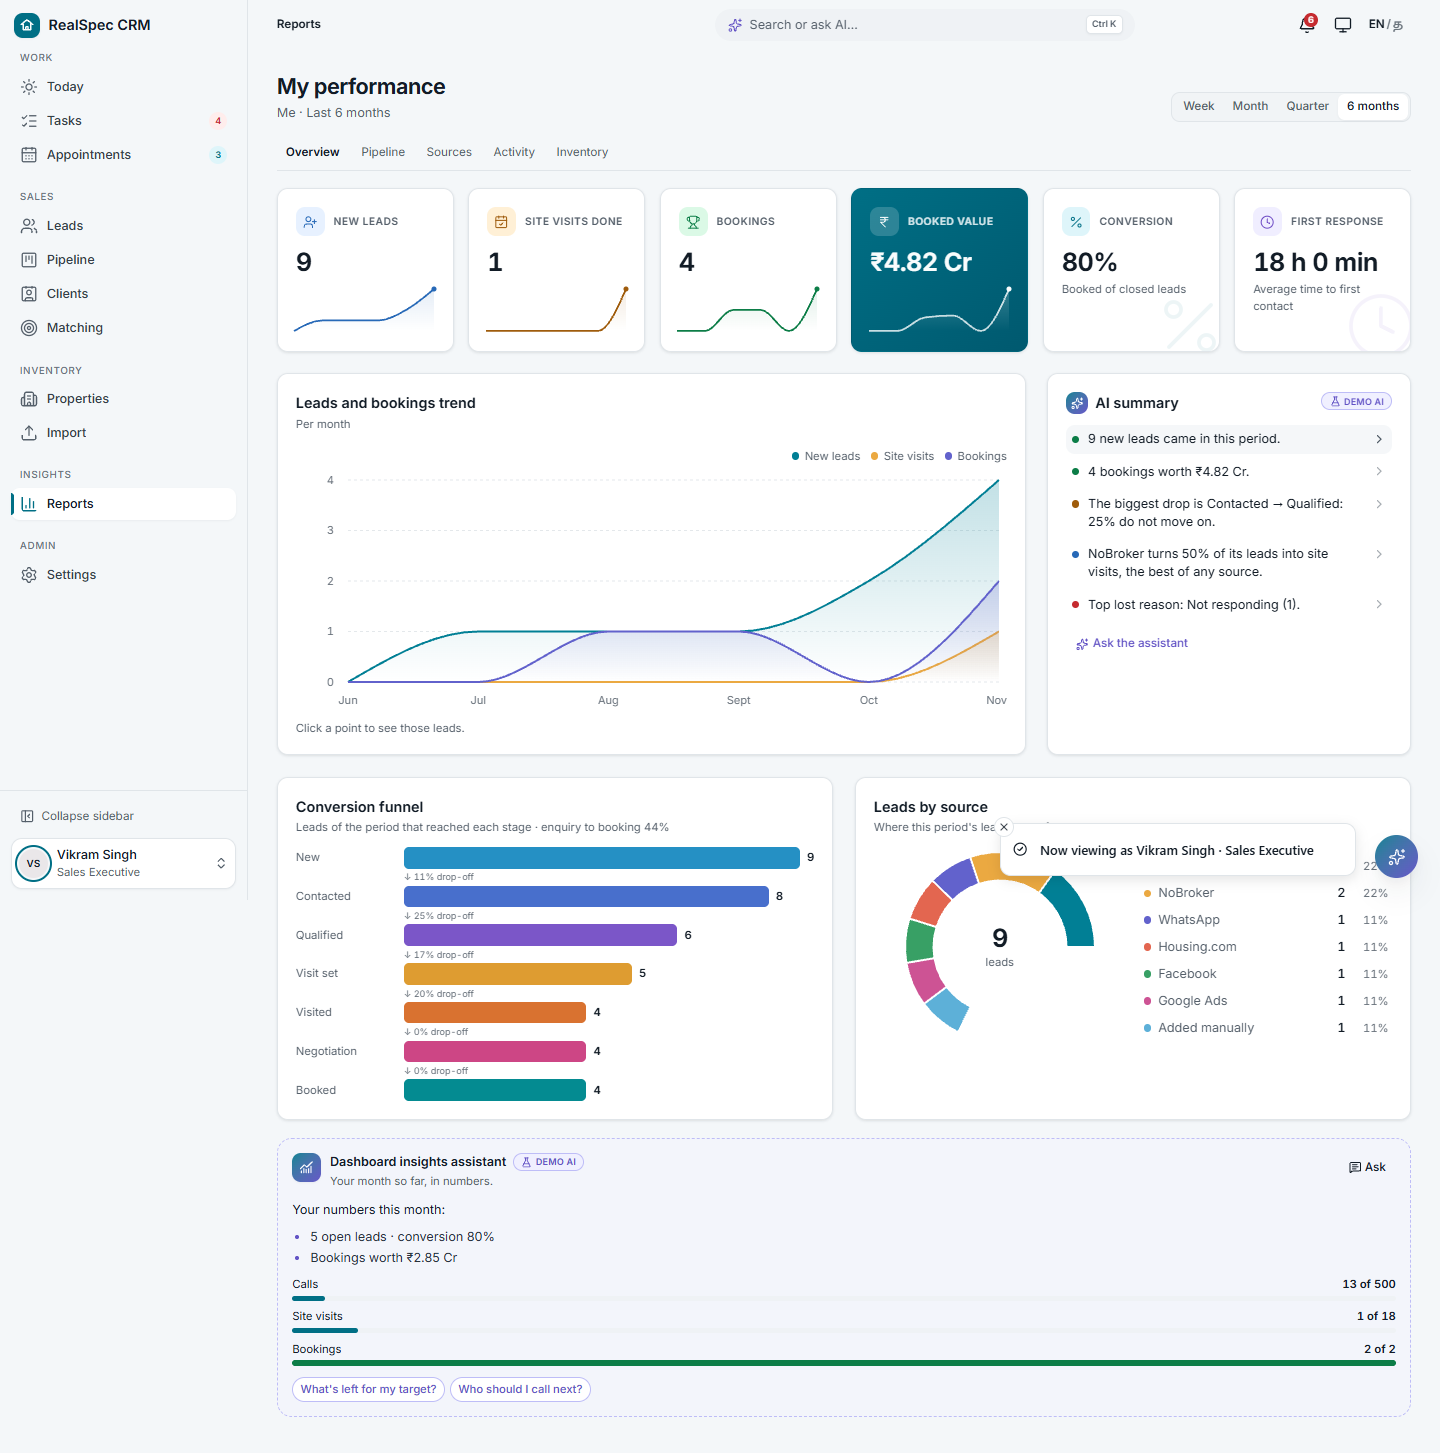 RealSpec CRM
WORK
Today
Tasks 4
Appointments 3
SALES
Leads
Pipeline
Clients
Matching
INVENTORY
Properties
Import
INSIGHTS
Reports
ADMIN
Settings
Collapse sidebar
VS Vikram Singh
Sales Executive
Reports
Search or ask AI...
Ctrl K
6
EN / த
My performance
Me · Last 6 months
Week Month Quarter 6 months
Overview Pipeline Sources Activity Inventory
NEW LEADS
9
SITE VISITS DONE
1
BOOKINGS
4
₹ BOOKED VALUE
₹4.82 Cr
CONVERSION
80%
Booked of closed leads
FIRST RESPONSE
18 h 0 min
Average time to first
contact
Leads and bookings trend
Per month
New leads Site visits Bookings
4
3
2
1
0
Jun Jul Aug Sept Oct Nov
Click a point to see those leads.
AI summary
DEMO AI
9 new leads came in this period.
4 bookings worth ₹4.82 Cr.
The biggest drop is Contacted → Qualified:
25% do not move on.
NoBroker turns 50% of its leads into site
visits, the best of any source.
Top lost reason: Not responding (1).
Ask the assistant
Conversion funnel
Leads of the period that reached each stage · enquiry to booking 44%
New 9
↓ 11% drop-off
Contacted 8
↓ 25% drop-off
Qualified 6
↓ 17% drop-off
Visit set 5
↓ 20% drop-off
Visited 4
↓ 0% drop-off
Negotiation 4
↓ 0% drop-off
Booked 4
Leads by source
Where this period's
Now viewing as Vikram Singh · Sales Executive
9
leads
NoBroker 2 22%
WhatsApp 1 11%
Housing.com 1 11%
Facebook 1 11%
Google Ads 1 11%
Added manually 1 11%
Dashboard insights assistant DEMO AI
Your month so far, in numbers.
Ask
Your numbers this month:
• 5 open leads · conversion 80%
• Bookings worth ₹2.85 Cr
Calls 13 of 500
Site visits 1 of 18
Bookings 2 of 2
What's left for my target? Who should I call next?